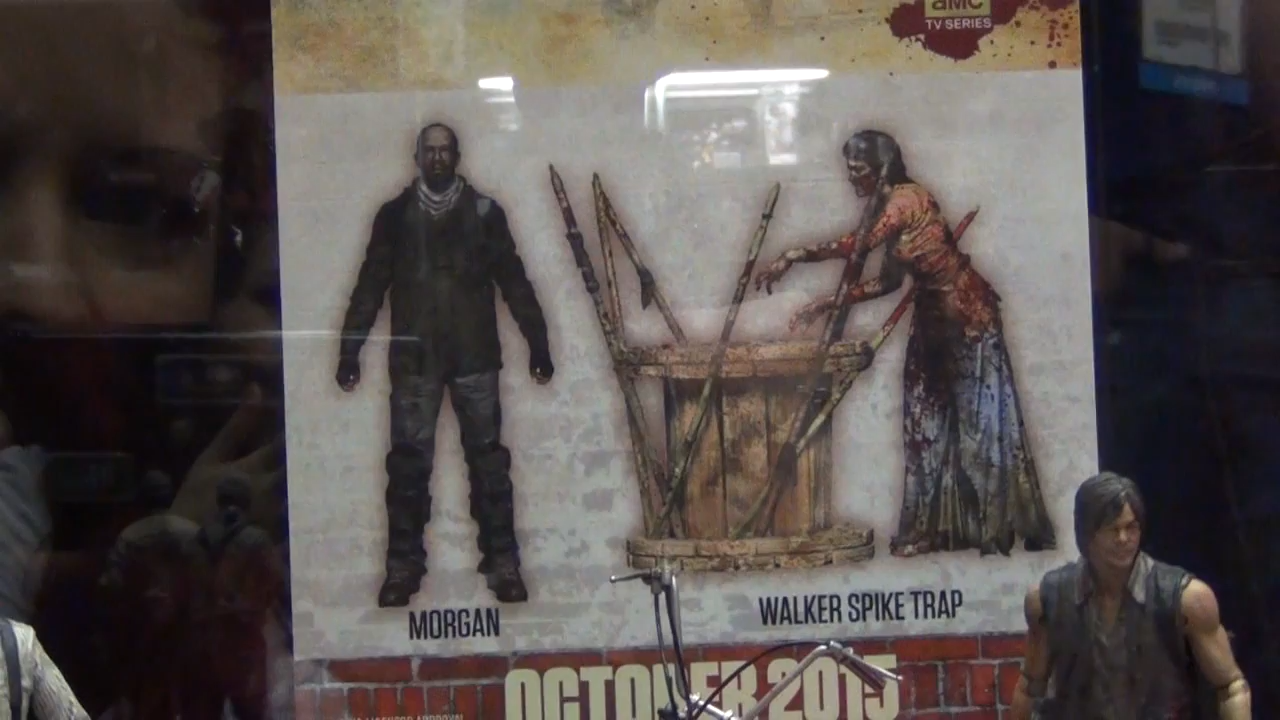 amc
TV SERIES
MORGAN
WALKER SPIKE TRAP
OCTOBER 2015